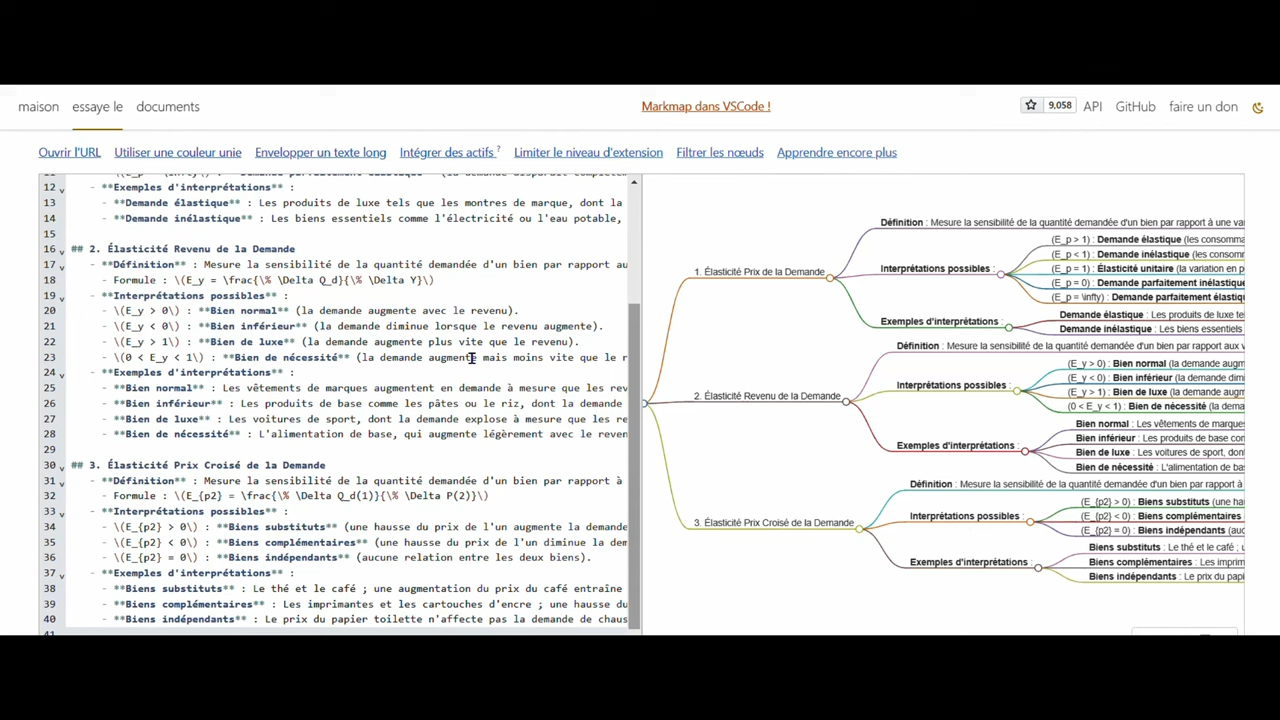 maison essaye le documents Markmap dans VSCode ! 9,058 API GitHub faire un don
Ouvrir l'URL Utiliser une couleur unie Envelopper un texte long Intégrer des actifs ? Limiter le niveau d'extension Filtrer les nœuds Apprendre encore plus
12 - **Exemples d'interprétations** :
13 - **Demande élastique** : Les produits de luxe tels que les montres de marque, dont la
14 - **Demande inélastique** : Les biens essentiels comme l'électricité ou l'eau potable,
15
16 ## 2. Élasticité Revenu de la Demande
17 - **Définition** : Mesure la sensibilité de la quantité demandée d'un bien par rapport au
18 - Formule : \(E_y = \frac{\% \Delta Q_d}{\% \Delta Y}\)
19 - **Interprétations possibles** :
20 - \(E_y > 0\) : **Bien normal** (la demande augmente avec le revenu).
21 - \(E_y < 0\) : **Bien inférieur** (la demande diminue lorsque le revenu augmente).
22 - \(E_y > 1\) : **Bien de luxe** (la demande augmente plus vite que le revenu).
23 - \(0 < E_y < 1\) : **Bien de nécessité** (la demande augmente mais moins vite que le r
24 - **Exemples d'interprétations** :
25 - **Bien normal** : Les vêtements de marques augmentent en demande à mesure que les rev
26 - **Bien inférieur** : Les produits de base comme les pâtes ou le riz, dont la demande
27 - **Bien de luxe** : Les voitures de sport, dont la demande explose à mesure que les re
28 - **Bien de nécessité** : L'alimentation de base, qui augmente légèrement avec le reven
29
30 ## 3. Élasticité Prix Croisé de la Demande
31 - **Définition** : Mesure la sensibilité de la quantité demandée d'un bien par rapport à
32 - Formule : \(E_{p2} = \frac{\% \Delta Q_d(1)}{\% \Delta P(2)}\)
33 - **Interprétations possibles** :
34 - \(E_{p2} > 0\) : **Biens substituts** (une hausse du prix de l'un augmente la demande
35 - \(E_{p2} < 0\) : **Biens complémentaires** (une hausse du prix de l'un diminue la dem
36 - \(E_{p2} = 0\) : **Biens indépendants** (aucune relation entre les deux biens).
37 - **Exemples d'interprétations** :
38 - **Biens substituts** : Le thé et le café ; une augmentation du prix du café entraîne
39 - **Biens complémentaires** : Les imprimantes et les cartouches d'encre ; une hausse du
40 - **Biens indépendants** : Le prix du papier toilette n'affecte pas la demande de chaus
1. Élasticité Prix de la Demande
Définition : Mesure la sensibilité de la quantité demandée d'un bien par rapport à une va
Interprétations possibles :
(E_p > 1) : Demande élastique (les consomma
(E_p < 1) : Demande inélastique (les consomm
(E_p = 1) : Élasticité unitaire (la variation en p
(E_p = 0) : Demande parfaitement inélastiq
(E_p = \infty) : Demande parfaitement élastiq
Exemples d'interprétations :
Demande élastique : Les produits de luxe te
Demande inélastique : Les biens essentiels
2. Élasticité Revenu de la Demande
Définition : Mesure la sensibilité de la quantité demandée d'un bien par rapport aux v
Interprétations possibles :
(E_y > 0) : Bien normal (la demande augm
(E_y < 0) : Bien inférieur (la demande dim
(E_y > 1) : Bien de luxe (la demande augm
(0 < E_y < 1) : Bien de nécessité (la dema
Exemples d'interprétations :
Bien normal : Les vêtements de marques
Bien inférieur : Les produits de base con
Bien de luxe : Les voitures de sport, don
Bien de nécessité : L'alimentation de bas
3. Élasticité Prix Croisé de la Demande
Définition : Mesure la sensibilité de la quantité demandée d'un bien par rapport à
Interprétations possibles :
(E_{p2} > 0) : Biens substituts (une ha
(E_{p2} < 0) : Biens complémentaires
(E_{p2} = 0) : Biens indépendants (auc
Exemples d'interprétations :
Biens substituts : Le thé et le café ; u
Biens complémentaires : Les imprim
Biens indépendants : Le prix du papi